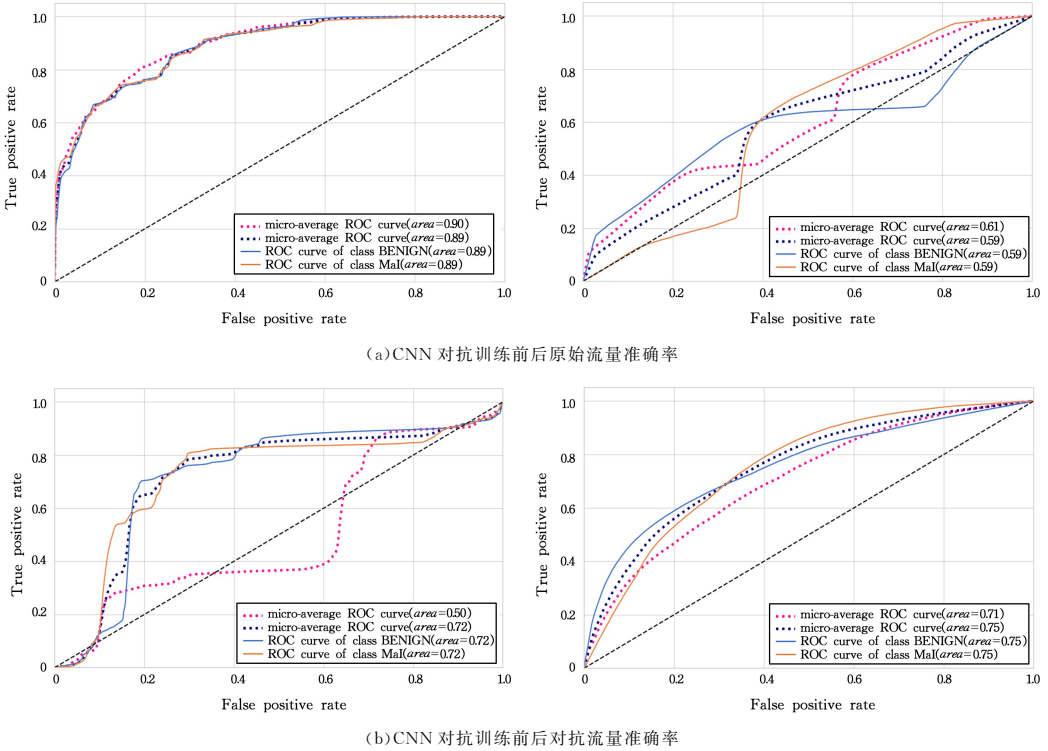 True positive rate
1.0
0.8
0.6
0.4
0.2
0
micro-average ROC curve(area=0.90)
micro-average ROC curve(area=0.89)
ROC curve of class BENIGN(area=0.89)
ROC curve of class MaI(area=0.89)
0 0.2 0.4 0.6 0.8 1.0
False positive rate
True positive rate
1.0
0.8
0.6
0.4
0.2
0
micro-average ROC curve(area=0.61)
micro-average ROC curve(area=0.59)
ROC curve of class BENIGN(area=0.59)
ROC curve of class MaI(area=0.59)
0 0.2 0.4 0.6 0.8 1.0
False positive rate
(a)CNN 对抗训练前后原始流量准确率
True positive rate
1.0
0.8
0.6
0.4
0.2
0
micro-average ROC curve(area=0.50)
micro-average ROC curve(area=0.72)
ROC curve of class BENIGN(area=0.72)
ROC curve of class MaI(area=0.72)
0 0.2 0.4 0.6 0.8 1.0
False positive rate
True positive rate
1.0
0.8
0.6
0.4
0.2
0
micro-average ROC curve(area=0.71)
micro-average ROC curve(area=0.75)
ROC curve of class BENIGN(area=0.75)
ROC curve of class MaI(area=0.75)
0 0.2 0.4 0.6 0.8 1.0
False positive rate
(b)CNN 对抗训练前后对抗流量准确率